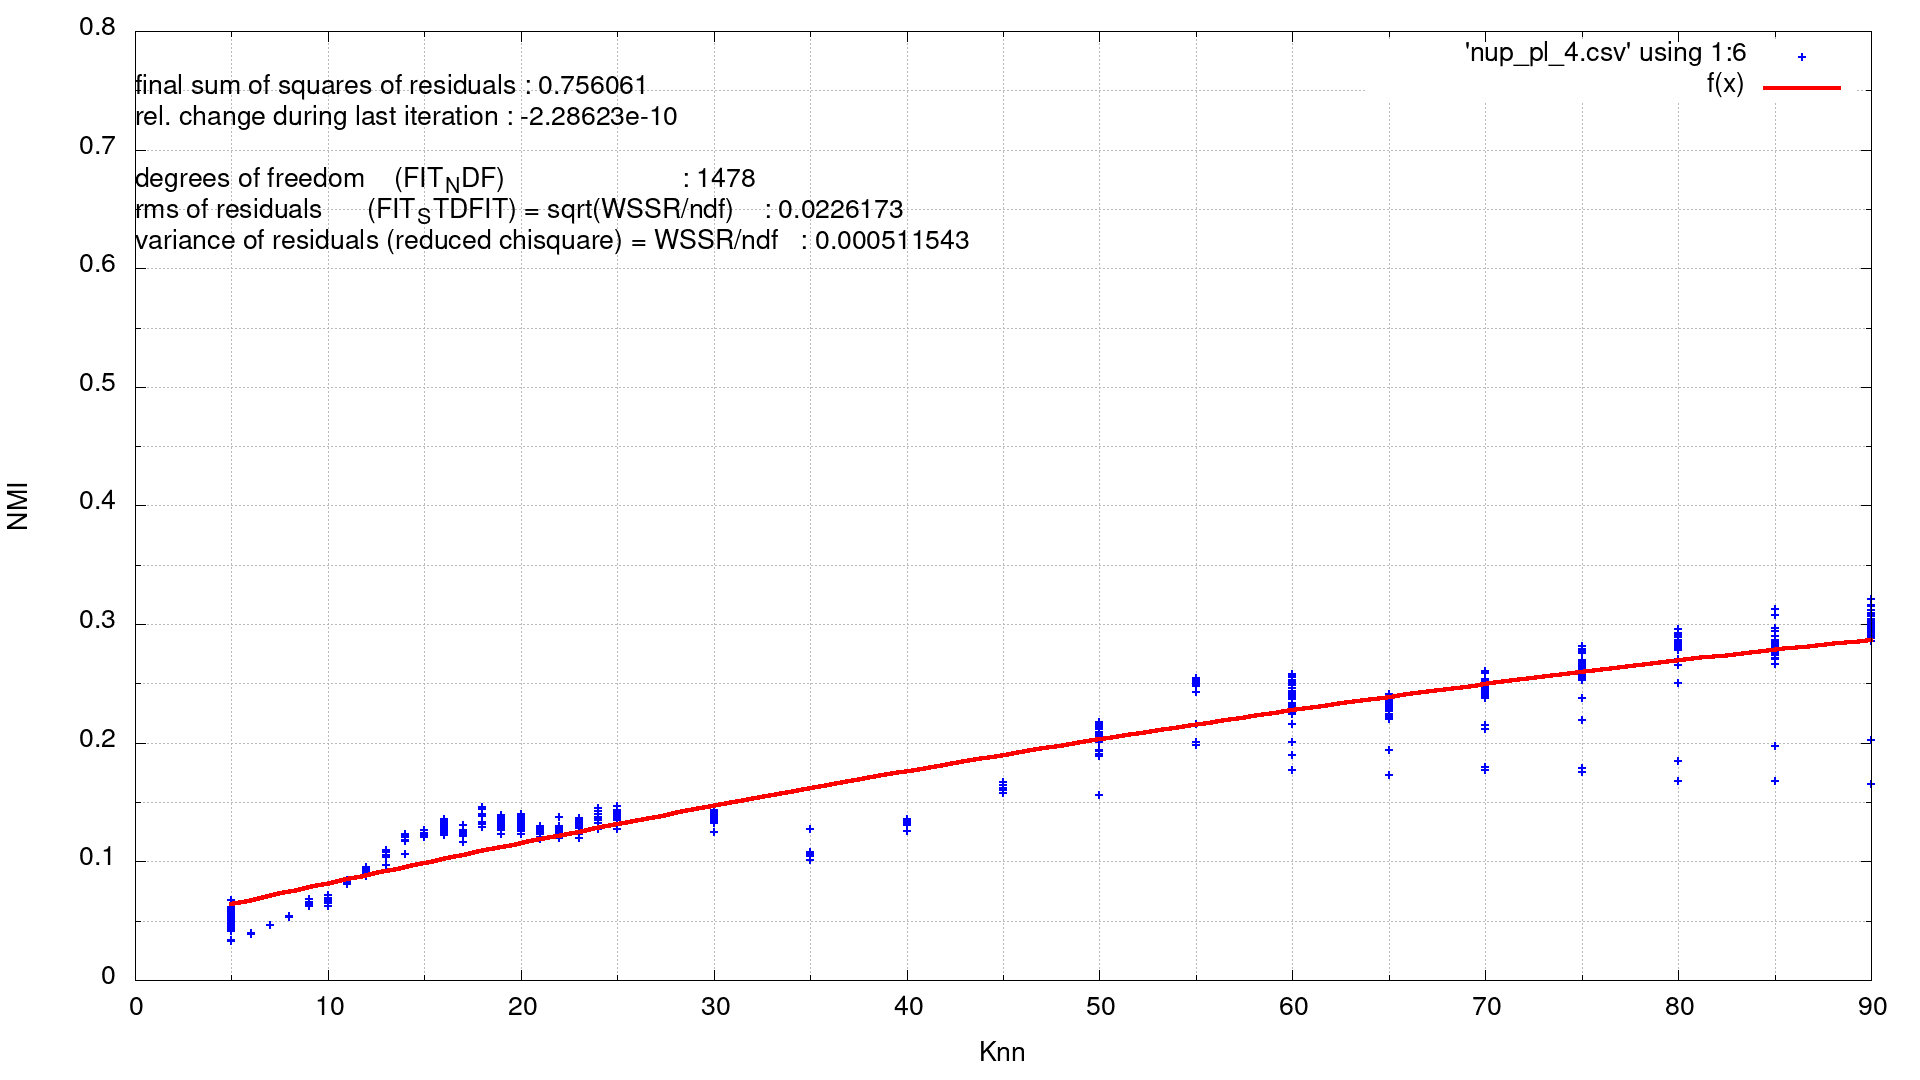 0.8
0.7
0.6
0.5
0.4
0.3
0.2
0.1
0
NMI
final sum of squares of residuals : 0.756061
rel. change during last iteration : -2.28623e-10
degrees of freedom (FIT_NDF) : 1478
rms of residuals (FIT_STDFIT) = sqrt(WSSR/ndf) : 0.0226173
variance of residuals (reduced chisquare) = WSSR/ndf : 0.000511543
'nup_pl_4.csv' using 1:6
f(x)
0 10 20 30 40 50 60 70 80 90
Knn